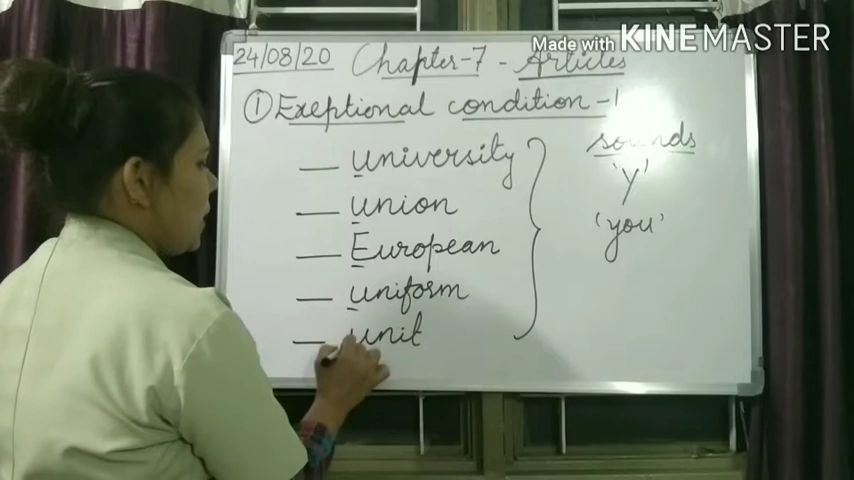 Made with KINEMASTER
24/08/20 Chapter-7 - Articles
① Exeptional condition -1
__ university
__ union
__ European
__ uniform
__ unit
sounds
'y'
'you'